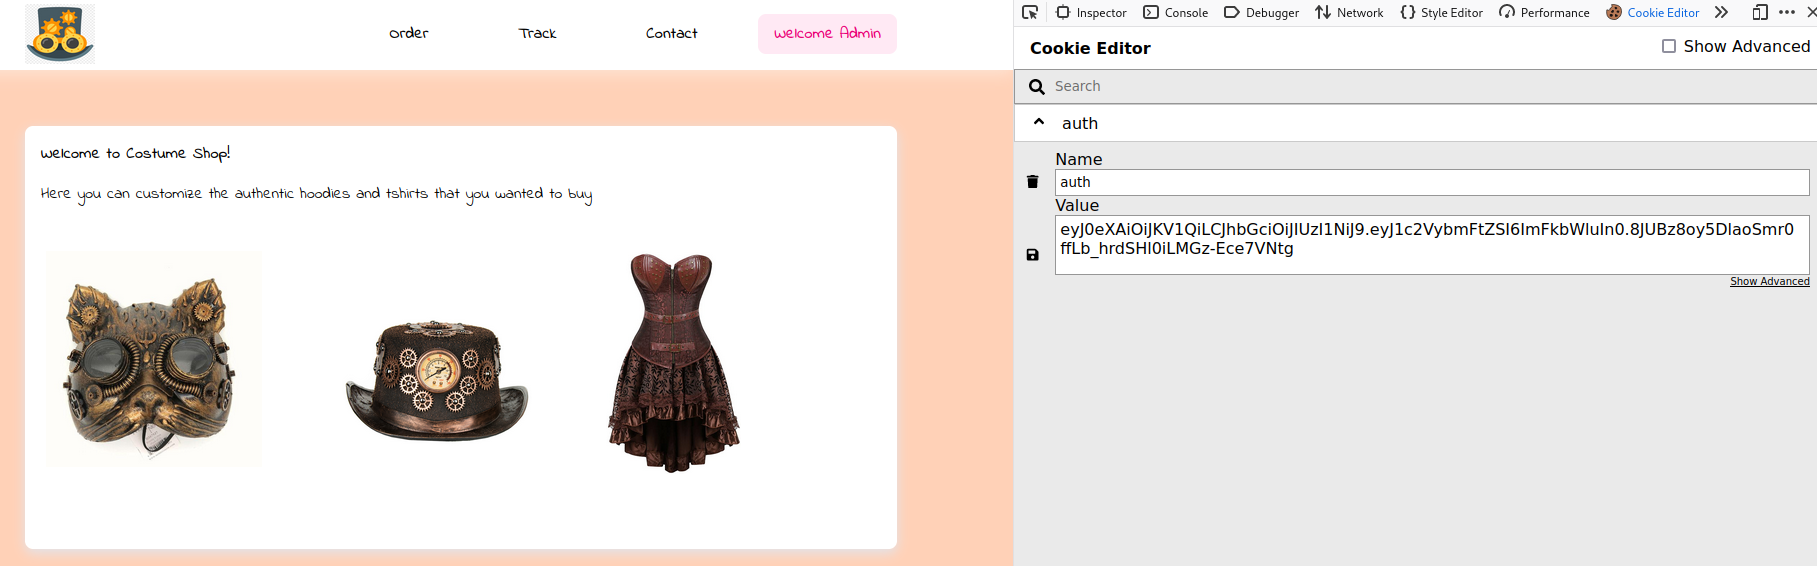 Order Track Contact Welcome Admin
Welcome to Costume Shop!
Here you can customize the authentic hoodies and tshirts that you wanted to buy
Inspector Console Debugger Network Style Editor Performance Cookie Editor
Cookie Editor
Show Advanced
Search
auth
Name
auth
Value
eyJ0eXAiOiJKV1QiLCJhbGciOiJIUzI1NiJ9.eyJ1c2VybmFtZSI6ImFkbWluIn0.8JUBz8oy5DlaoSmr0
ffLb_hrdSHI0iLMGz-Ece7VNtg
Show Advanced